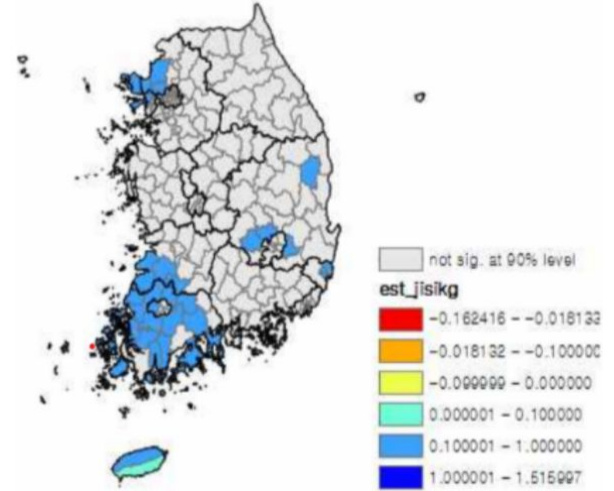 not sig. at 90% level
est_jisikg
-0.162416 - -0.018133
-0.018132 - -0.100000
-0.099999 - 0.000000
0.000001 - 0.100000
0.100001 - 1.000000
1.000001 - 1.515997